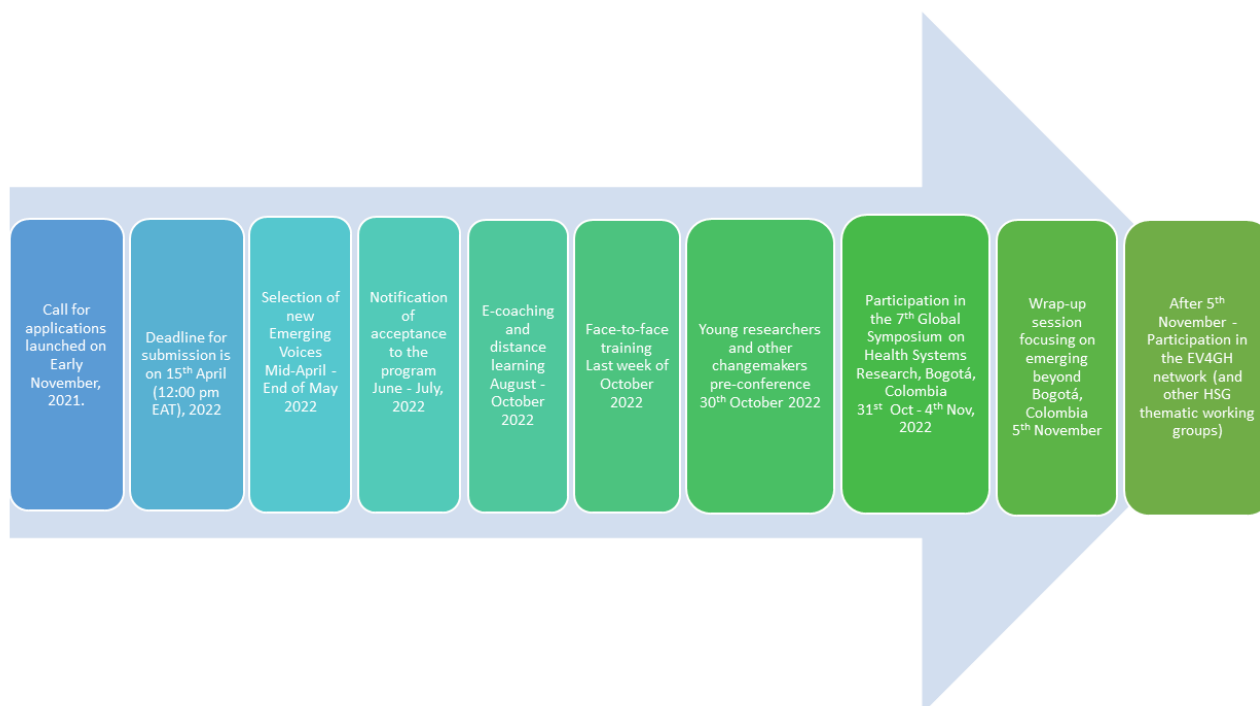 Call for
applications
launched on
Early
November,
2021.
Deadline for
submission is
on 15th April
(12:00 pm
EAT), 2022
Selection of
new
Emerging
Voices
Mid-April -
End of May
2022
Notification
of
acceptance
to the
program
June - July,
2022
E-coaching
and
distance
learning
August -
October
2022
Face-to-face
training
Last week of
October
2022
Young researchers
and other
changemakers
pre-conference
30th October 2022
Participation in
the 7th Global
Symposium on
Health Systems
Research, Bogotá,
Colombia
31st Oct - 4th Nov,
2022
Wrap-up
session
focusing on
emerging
beyond
Bogotá,
Colombia
5th November
After 5th
November -
Participation in
the EV4GH
network (and
other HSG
thematic working
groups)